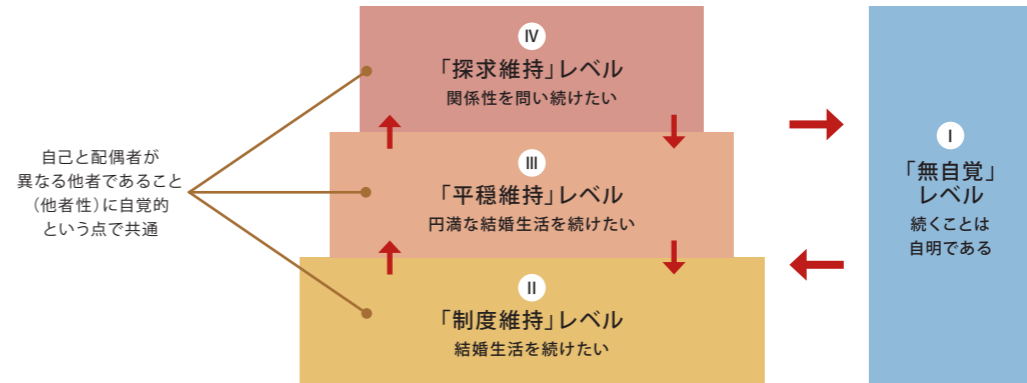 自己と配偶者が
異なる他者であること
（他者性）に自覚的
という点で共通
Ⅳ
「探求維持」レベル
関係性を問い続けたい
Ⅲ
「平穏維持」レベル
円満な結婚生活を続けたい
Ⅱ
「制度維持」レベル
結婚生活を続けたい
Ⅰ
「無自覚」
レベル
続くことは
自明である